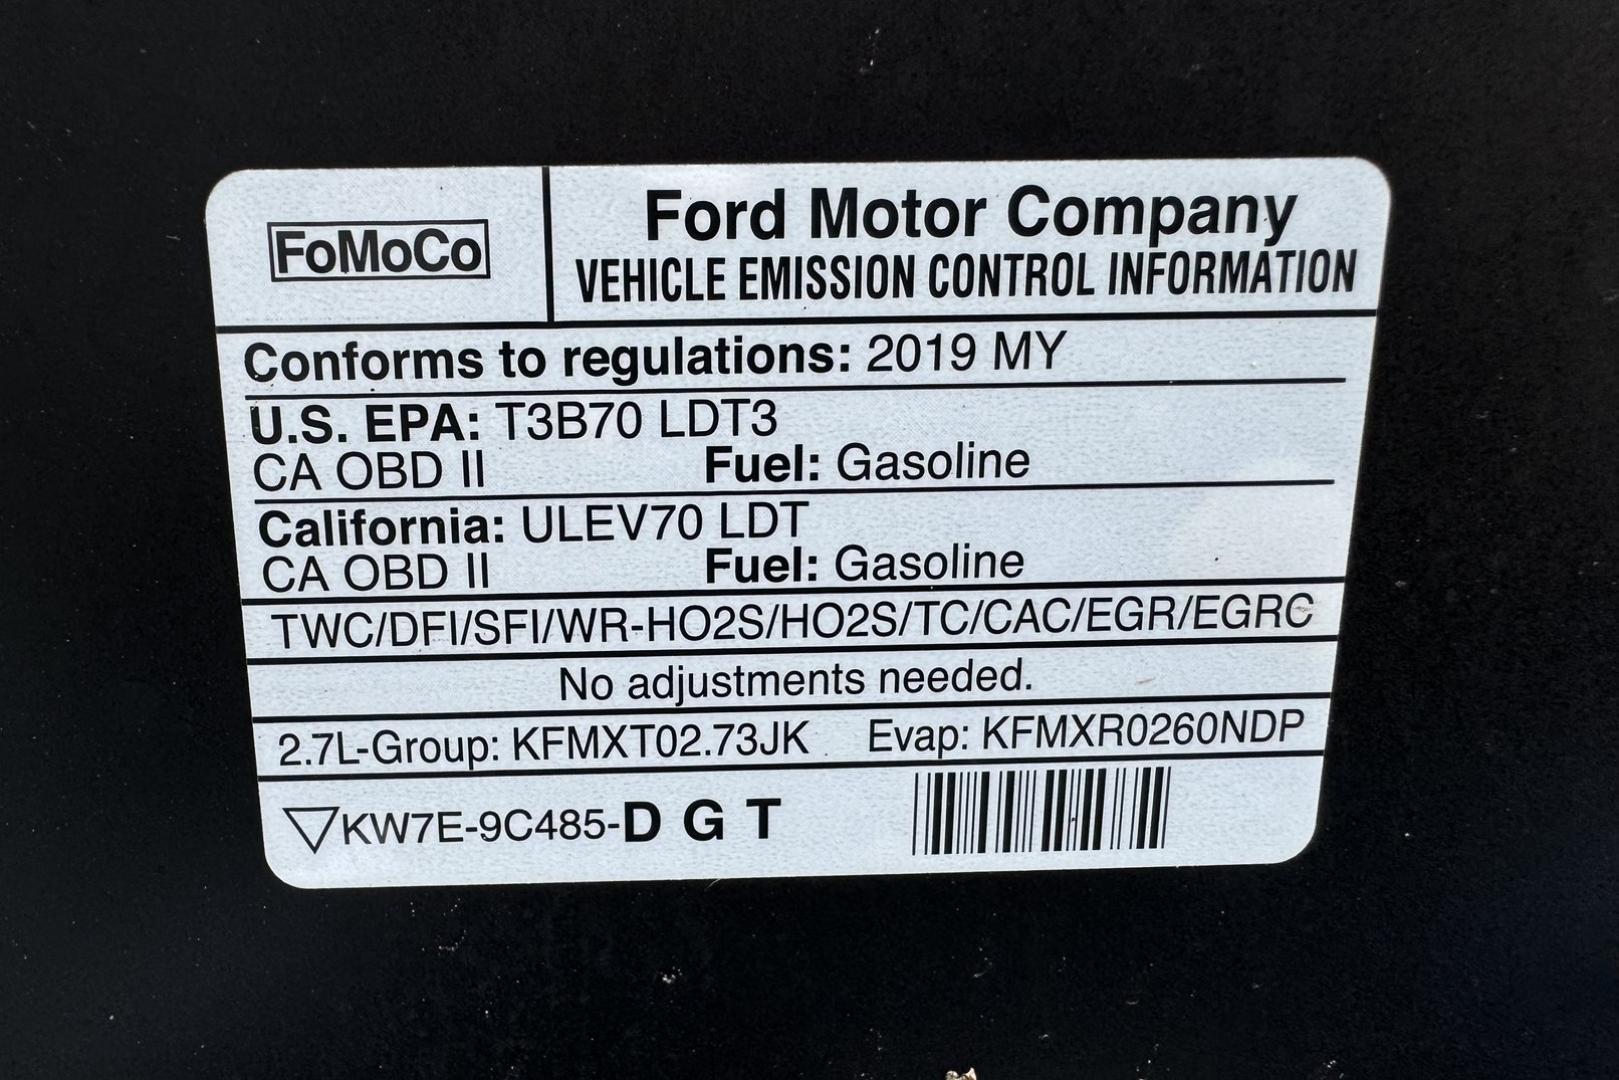 FoMoCo
Ford Motor Company
VEHICLE EMISSION CONTROL INFORMATION
Conforms to regulations: 2019 MY
U.S. EPA: T3B70 LDT3
CA OBD II Fuel: Gasoline
California: ULEV70 LDT
CA OBD II Fuel: Gasoline
TWC/DFI/SFI/WR-HO2S/HO2S/TC/CAC/EGR/EGRC
No adjustments needed.
2.7L-Group: KFMXT02.73JK Evap: KFMXR0260NDP
KW7E-9C485-D G T